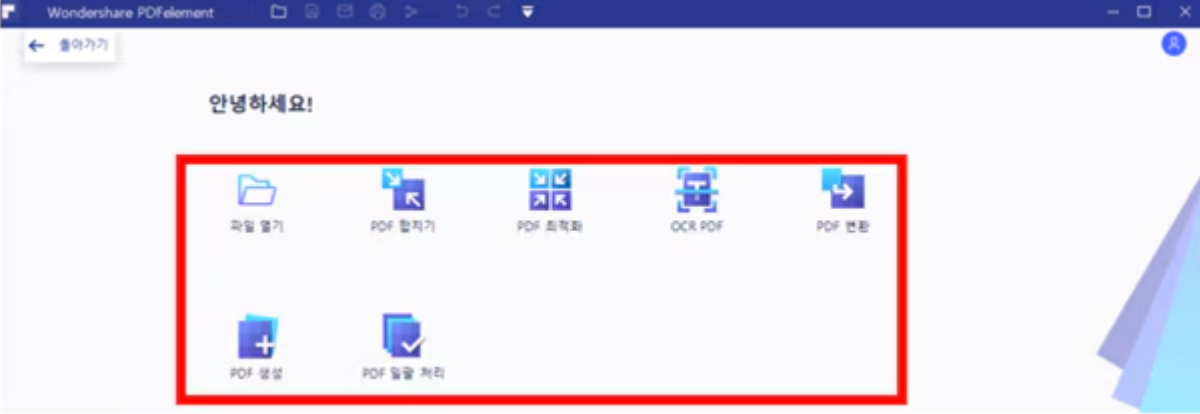 Wondershare PDFelement
돌아가기
안녕하세요!
파일 열기
PDF 합치기
PDF 최적화
OCR PDF
PDF 변환
PDF 생성
PDF 일괄 처리